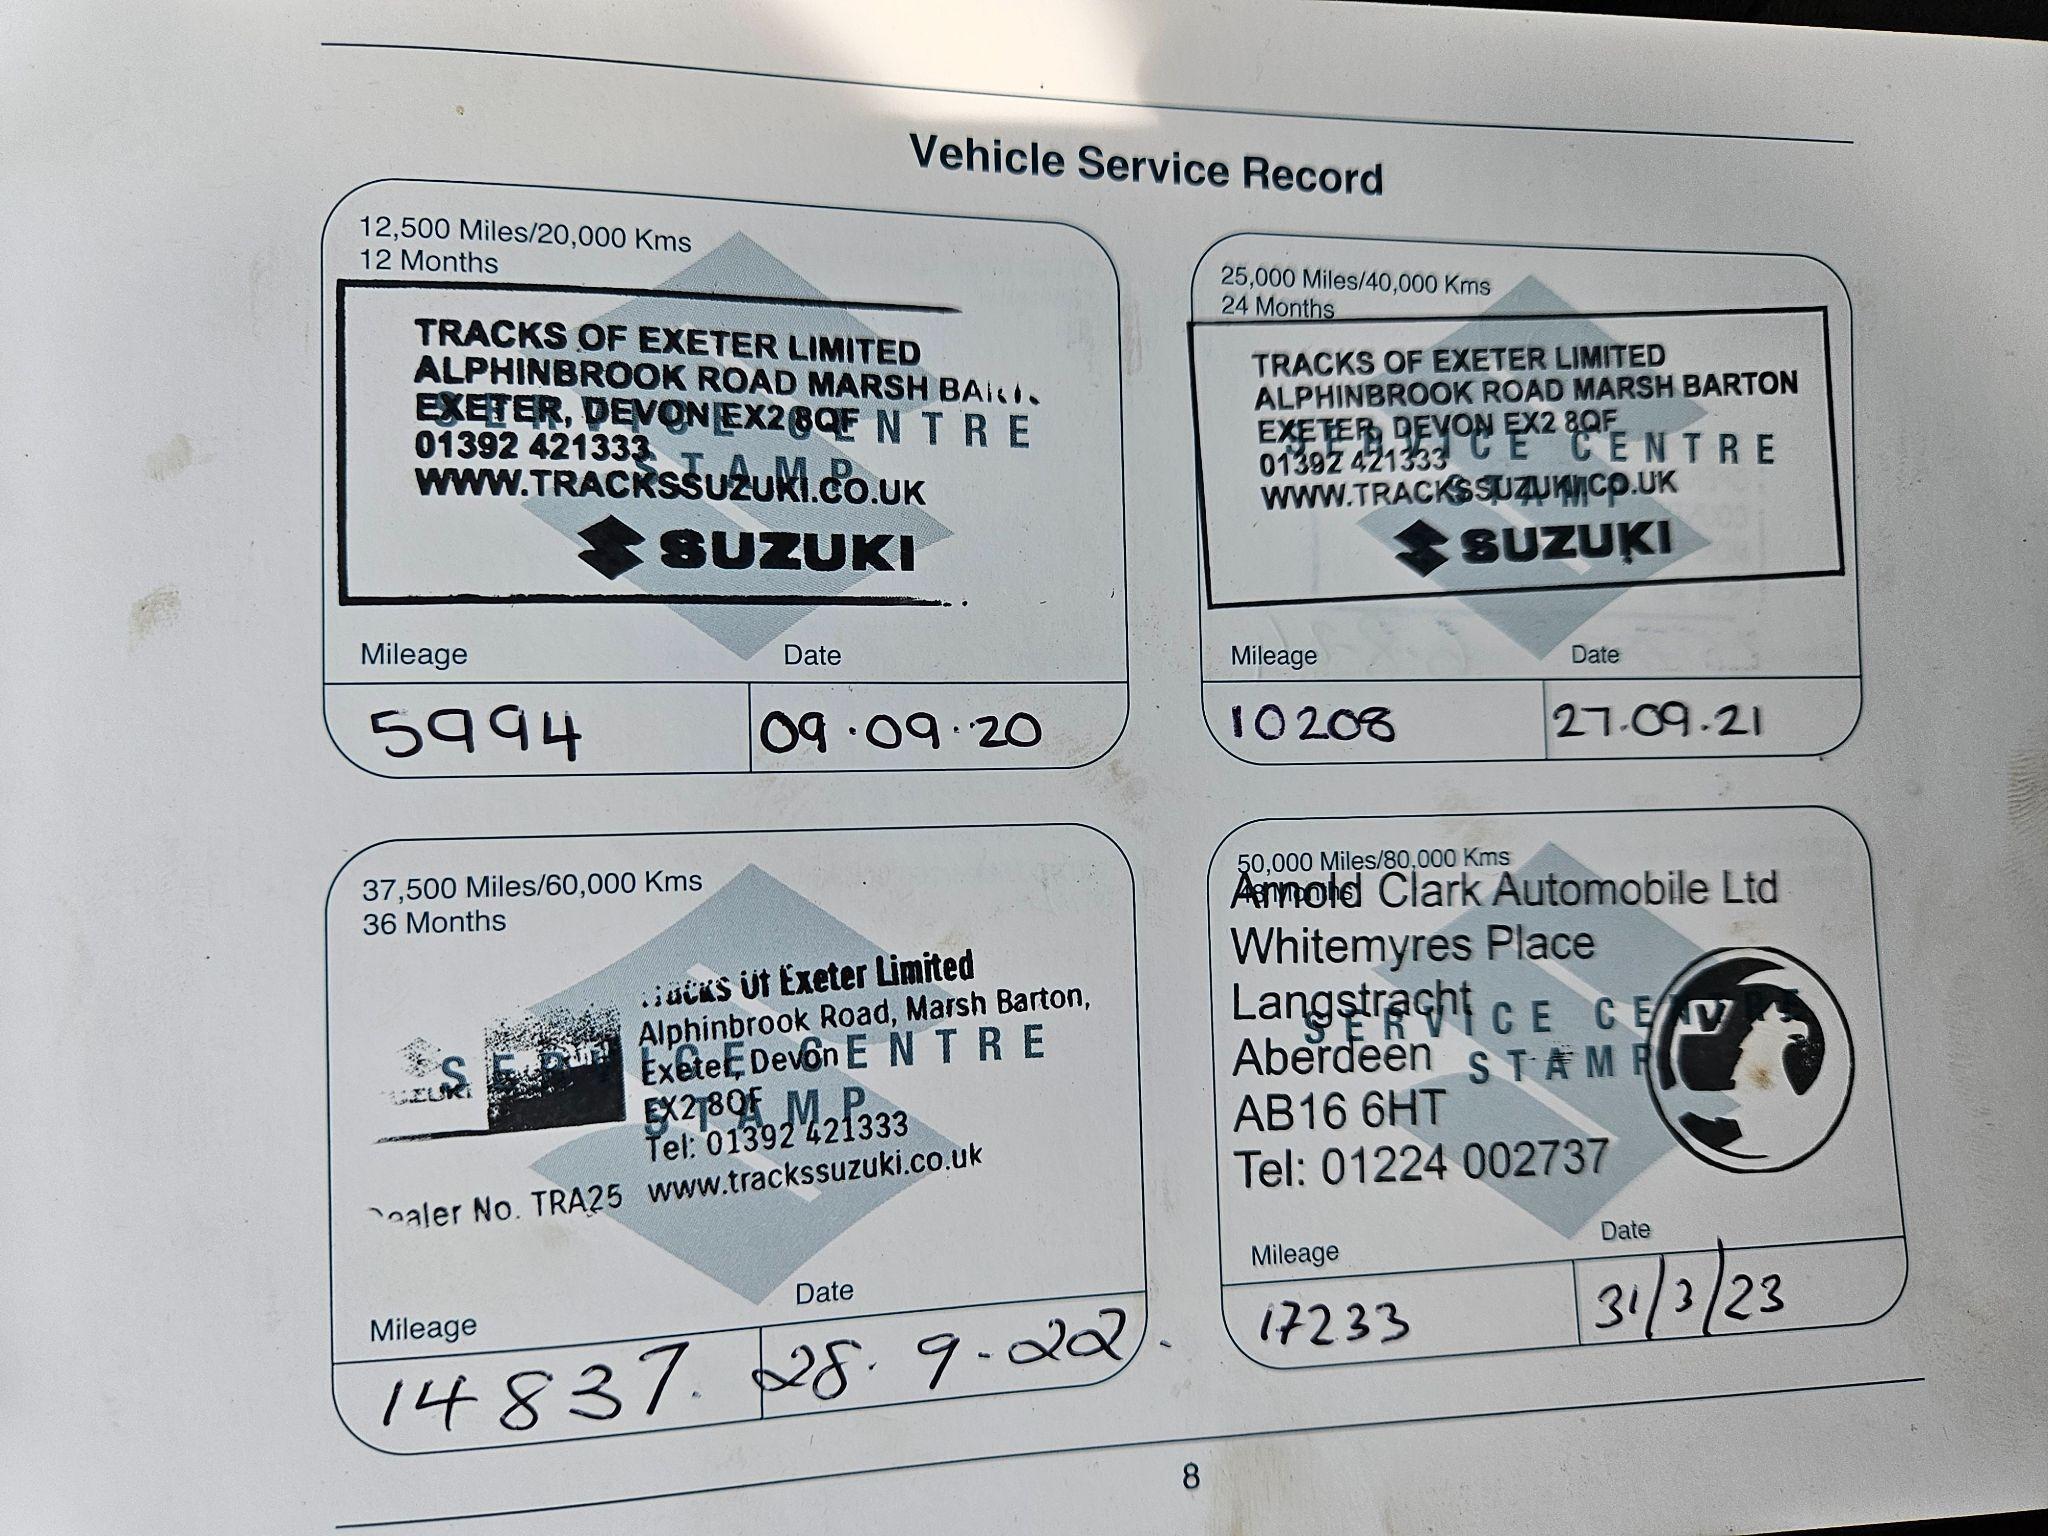 Vehicle Service Record
12,500 Miles/20,000 Kms
12 Months
TRACKS OF EXETER LIMITED
ALPHINBROOK ROAD MARSH
EXETER, DEVON EX2 8QF
01392 421333
WWW.TRACKSSUZUKI.CO.UK
SUZUKI
SERVICE CENTRE
STAMP
Mileage Date
5994 09.09.20
25,000 Miles/40,000 Kms
24 Months
TRACKS OF EXETER LIMITED
ALPHINBROOK ROAD MARSH BARTON
EXETER, DEVON EX2 8QF
01392 421333
WWW.TRACKSSUZUKI.CO.UK
SUZUKI
SERVICE CENTRE
STAMP
Mileage Date
10208 27.09.21
37,500 Miles/60,000 Kms
36 Months
Tracks Of Exeter Limited
Alphinbrook Road, Marsh Barton,
Exeter, Devon
EX2 8QF
Tel: 01392 421333
www.trackssuzuki.co.uk
SUZUKI
Dealer No. TRA25
SERVICE CENTRE
STAMP
Mileage Date
14837. 28.9-22.
50,000 Miles/80,000 Kms
48 Months
Arnold Clark Automobile Ltd
Whitemyres Place
Langstracht
Aberdeen
AB16 6HT
Tel: 01224 002737
SERVICE CENTRE
STAMP
Mileage Date
17233 31/3/23
8